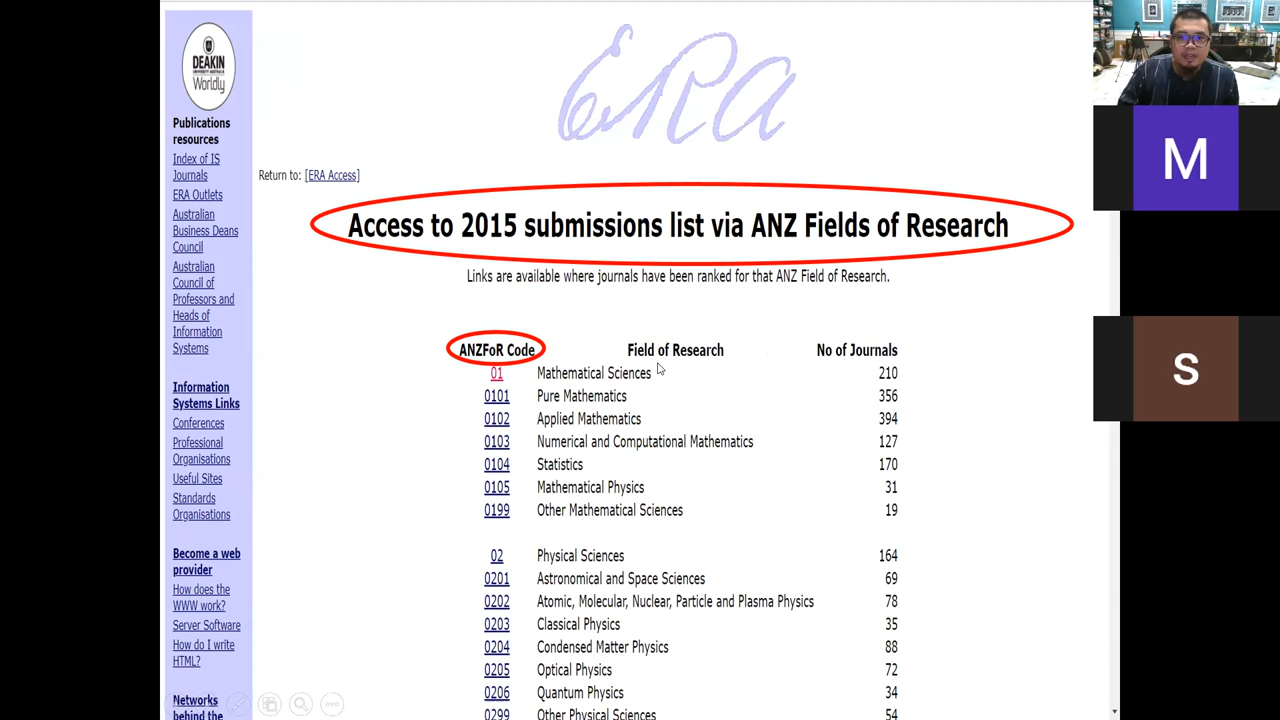 DEAKIN
UNIVERSITY AUSTRALIA
Worldly
Publications
resources
Index of IS
Journals
ERA Outlets
Australian
Business Deans
Council
Australian
Council of
Professors and
Heads of
Information
Systems
Information
Systems Links
Conferences
Professional
Organisations
Useful Sites
Standards
Organisations
Become a web
provider
How does the
WWW work?
Server Software
How do I write
HTML?
Networks
behind the
ERA
Return to: [ERA Access]
Access to 2015 submissions list via ANZ Fields of Research
Links are available where journals have been ranked for that ANZ Field of Research.
ANZFoR Code Field of Research No of Journals
01 Mathematical Sciences 210
0101 Pure Mathematics 356
0102 Applied Mathematics 394
0103 Numerical and Computational Mathematics 127
0104 Statistics 170
0105 Mathematical Physics 31
0199 Other Mathematical Sciences 19
02 Physical Sciences 164
0201 Astronomical and Space Sciences 69
0202 Atomic, Molecular, Nuclear, Particle and Plasma Physics 78
0203 Classical Physics 35
0204 Condensed Matter Physics 88
0205 Optical Physics 72
0206 Quantum Physics 34
0299 Other Physical Sciences 54
M
S